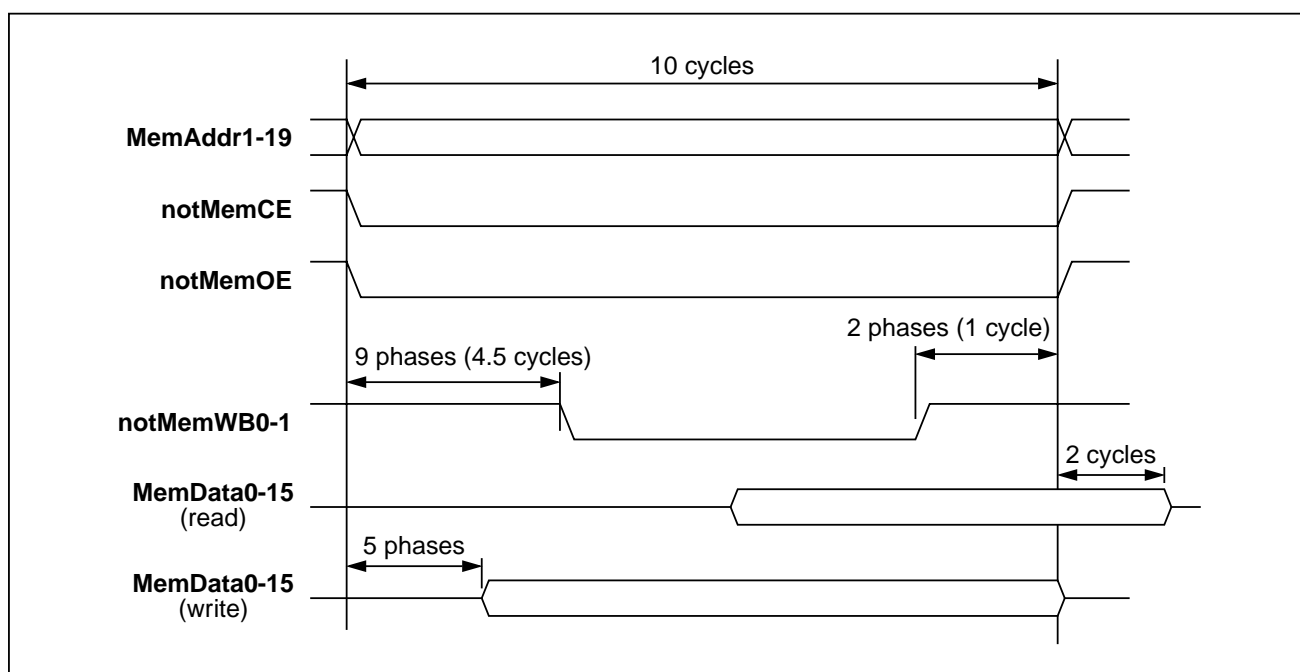 10 cycles
MemAddr1-19
notMemCE
notMemOE
2 phases (1 cycle)
9 phases (4.5 cycles)
notMemWB0-1
2 cycles
MemData0-15
(read)
5 phases
MemData0-15
(write)